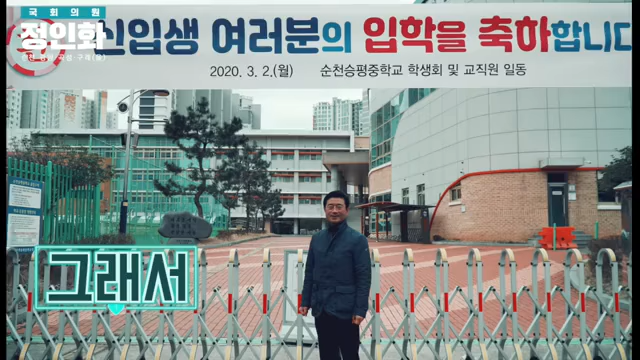 국회의원
정인화
신입생 여러분의 입학을 축하합니다
2020. 3. 2.(월) 순천승평중학교 학생회 및 교직원 일동
그래서